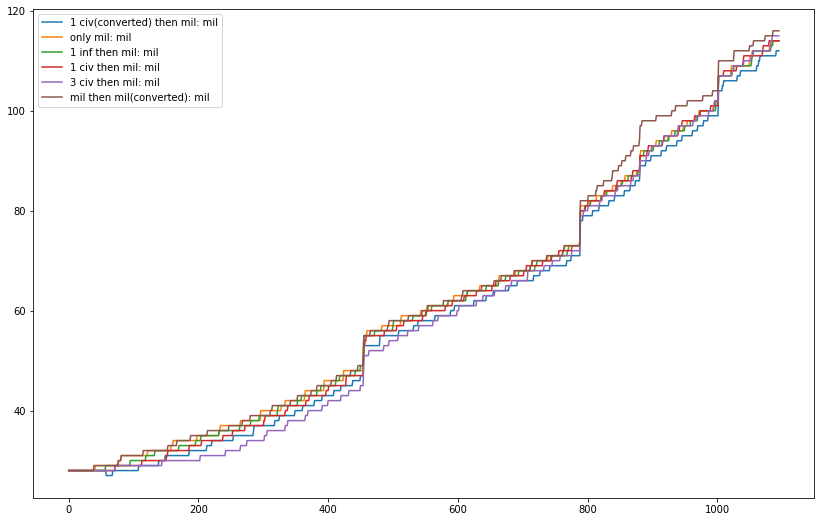 120
100
80
60
40
1 civ(converted) then mil: mil
only mil: mil
1 inf then mil: mil
1 civ then mil: mil
3 civ then mil: mil
mil then mil(converted): mil
0 200 400 600 800 1000